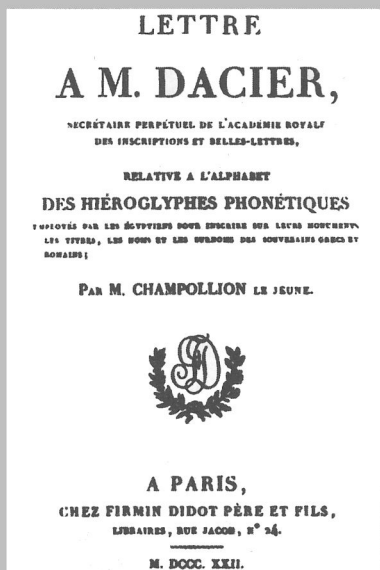 LETTRE
A M. DACIER,
SECRÉTAIRE PERPÉTUEL DE L'ACADÉMIE ROYALE
DES INSCRIPTIONS ET BELLES-LETTRES,
RELATIVE A L'ALPHABET
DES HIÉROGLYPHES PHONÉTIQUES
EMPLOYÉS PAR LES ÉGYPTIENS POUR INSCRIRE SUR LEURS MONUMENTS
LES TITRES, LES NOMS ET LES SURNOMS DES SOUVERAINS GRECS ET
ROMAINS;
PAR M. CHAMPOLLION LE JEUNE.
A PARIS,
CHEZ FIRMIN DIDOT PÈRE ET FILS,
LIBRAIRES, RUE JACOB, N° 24.
M. DCCC. XXII.